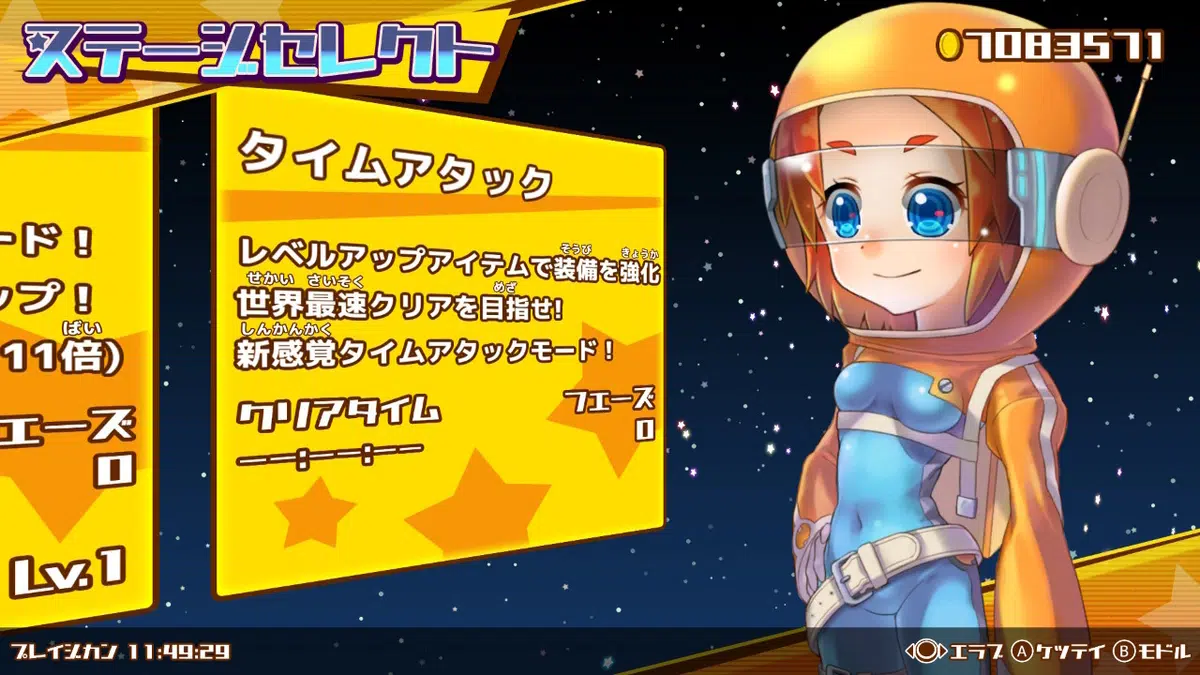 ステージセレクト
7083571
ード！
ップ！
ばい
11倍)
エーズ
0
Lv.1
タイムアタック
そうび きょうか
レベルアップアイテムで装備を強化
せかい さいそく めざ
世界最速クリアを目指せ!
しんかんかく
新感覚タイムアタックモード！
クリアタイム
--:--:--
フェーズ
0
プレイジカン 11:49:29
エラブ Ⓐケッテイ Ⓑモドル